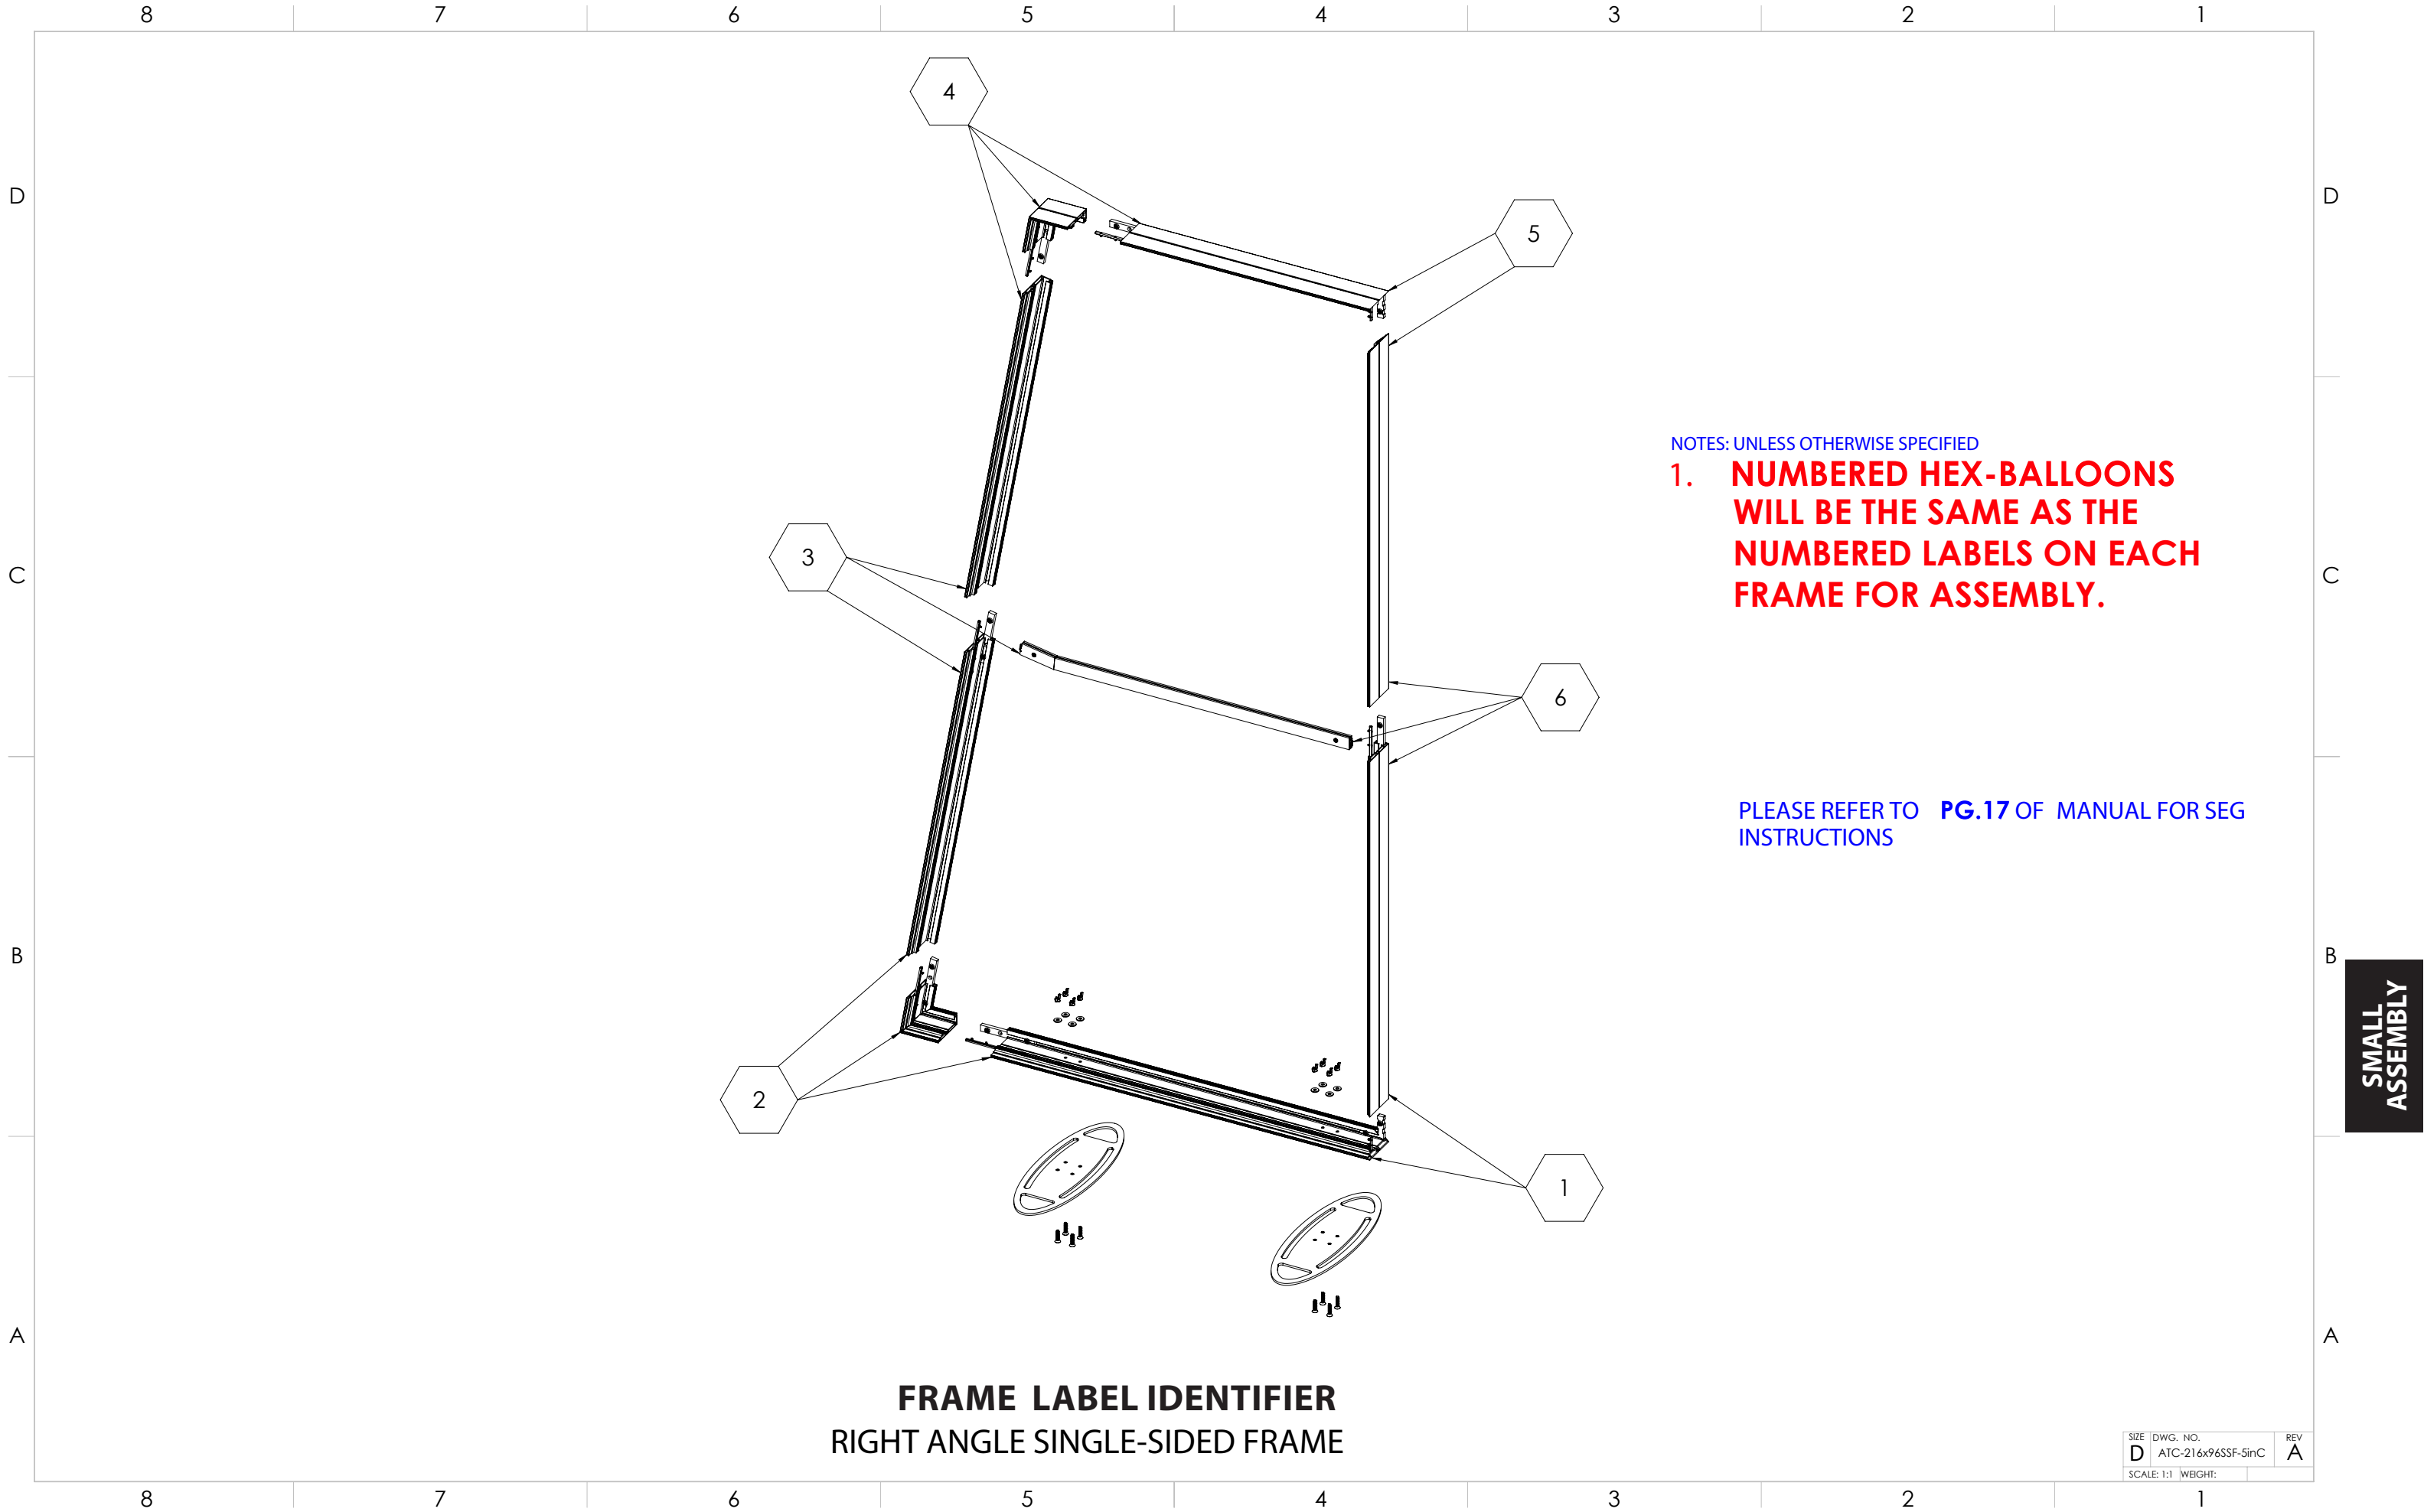 8 7 6 5 4 3 2 1
4
D D
5
NOTES: UNLESS OTHERWISE SPECIFIED
1. NUMBERED HEX-BALLOONS
WILL BE THE SAME AS THE
NUMBERED LABELS ON EACH
FRAME FOR ASSEMBLY.
3
C C
6
PLEASE REFER TO PG.17 OF MANUAL FOR SEG
INSTRUCTIONS
B B
SMALL
ASSEMBLY
2
1
A A
FRAME LABEL IDENTIFIER
RIGHT ANGLE SINGLE-SIDED FRAME
SIZE DWG. NO. REV
D ATC-216x96SSF-5inC A
SCALE: 1:1 WEIGHT:
8 7 6 5 4 3 2 1